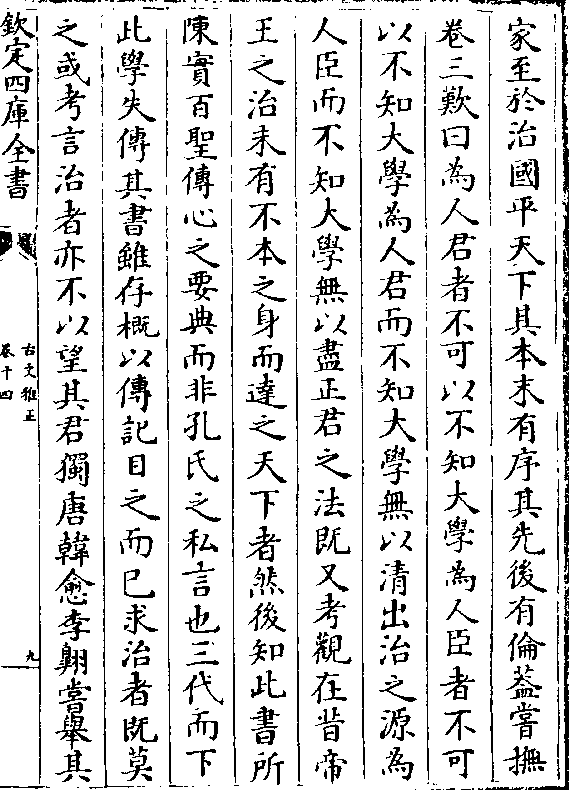 家至於治國平天下其本末有序其先後有倫葢嘗撫
卷三歎曰為人君者不可以不知大學為人臣者不可
以不知大學為人君而不知大學無以清出治之源為
人臣而不知大學無以盡正君之法既又考觀在昔帝
王之治未有不本之身而達之天下者然後知此書所
陳實百聖傳心之要典而非孔氏之私言也三代而下
此學失傳其書雖存概以傳記目之而已求治者既莫
之或考言治者亦不以望其君獨唐韓愈李翺嘗舉其
欽定四庫全書
古文雅正
卷十四
九